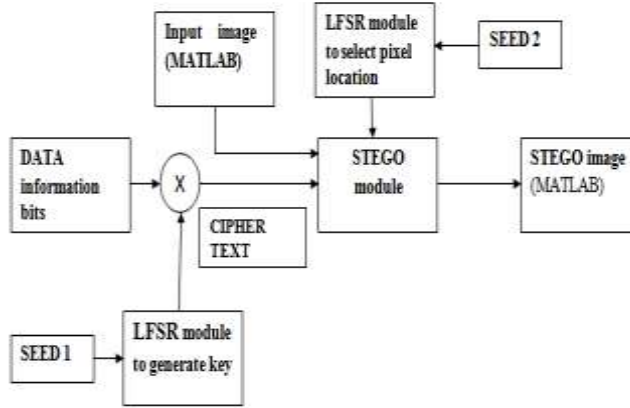 Input image
(MATLAB)
LFSR module
to select pixel
location
SEED 2
DATA
information
bits
X
STEGO
module
STEGO image
(MATLAB)
CIPHER
TEXT
SEED 1
LFSR module
to generate key